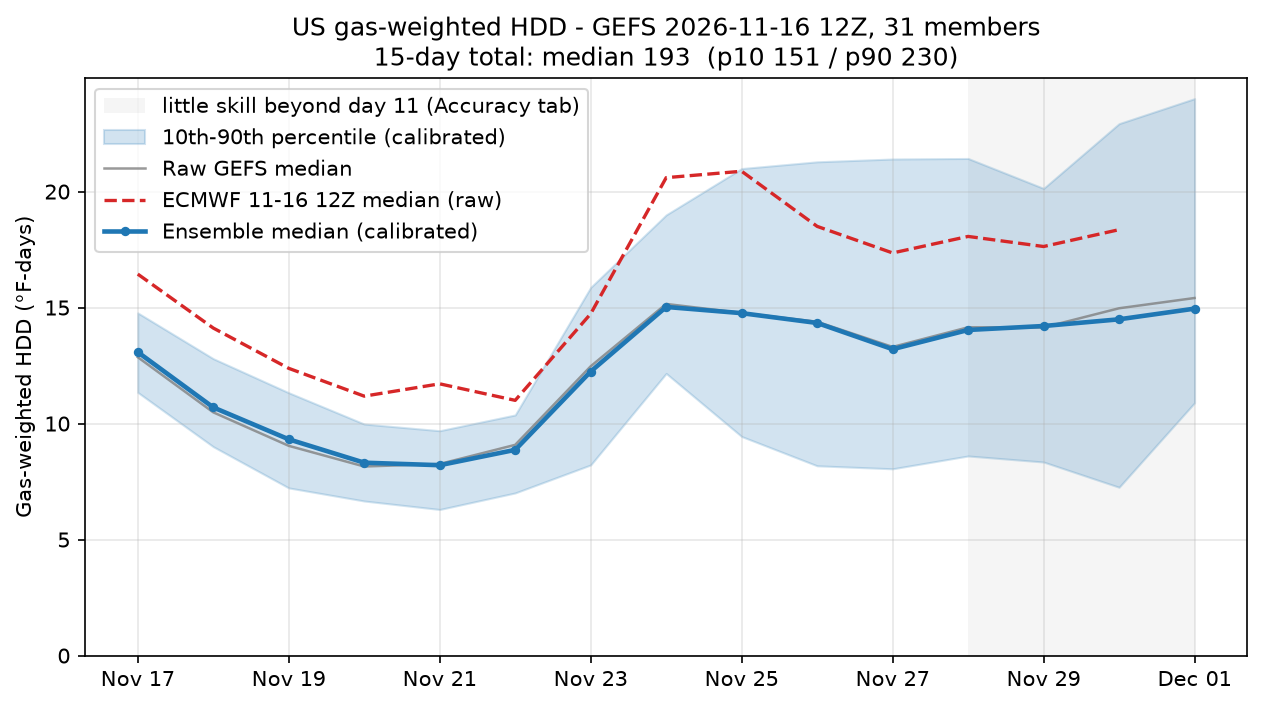 US gas-weighted HDD - GEFS 2026-11-16 12Z, 31 members
15-day total: median 193  (p10 151 / p90 230)
little skill beyond day 11 (Accuracy tab)
10th-90th percentile (calibrated)
Raw GEFS median
ECMWF 11-16 12Z median (raw)
Ensemble median (calibrated)
Gas-weighted HDD (°F-days)
20
15
10
5
0
Nov 17
Nov 19
Nov 21
Nov 23
Nov 25
Nov 27
Nov 29
Dec 01